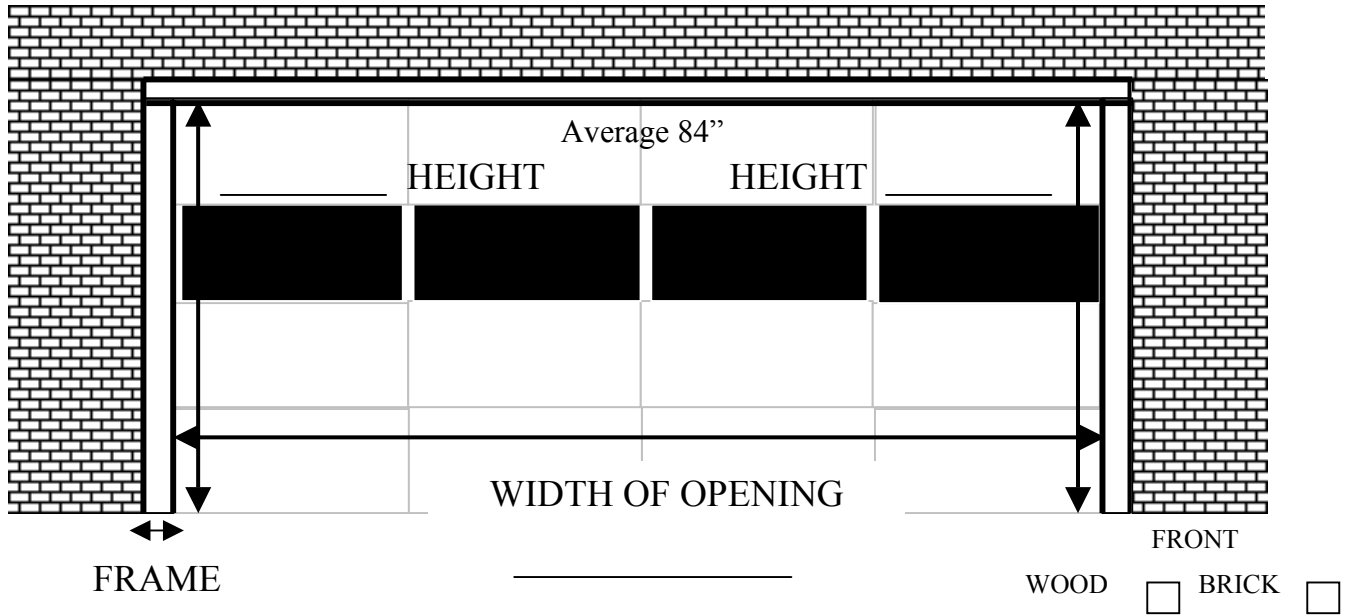 Average 84”
HEIGHT HEIGHT
WIDTH OF OPENING
FRONT
FRAME WOOD BRICK